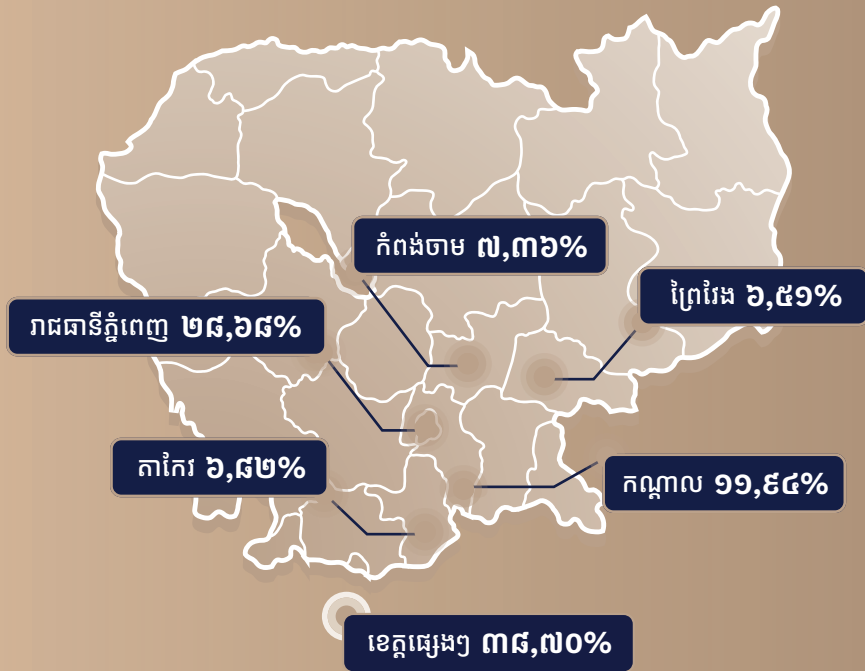 កំពង់ចាម ៧,៣៦%
ព្រៃវែង ៦,៥១%
រាជធានីភ្នំពេញ ២៨,៦៨%
តាកែវ ៦,៨២%
កណ្តាល ១១,៩៤%
ខេត្តផ្សេងៗ ៣៨,៧០%